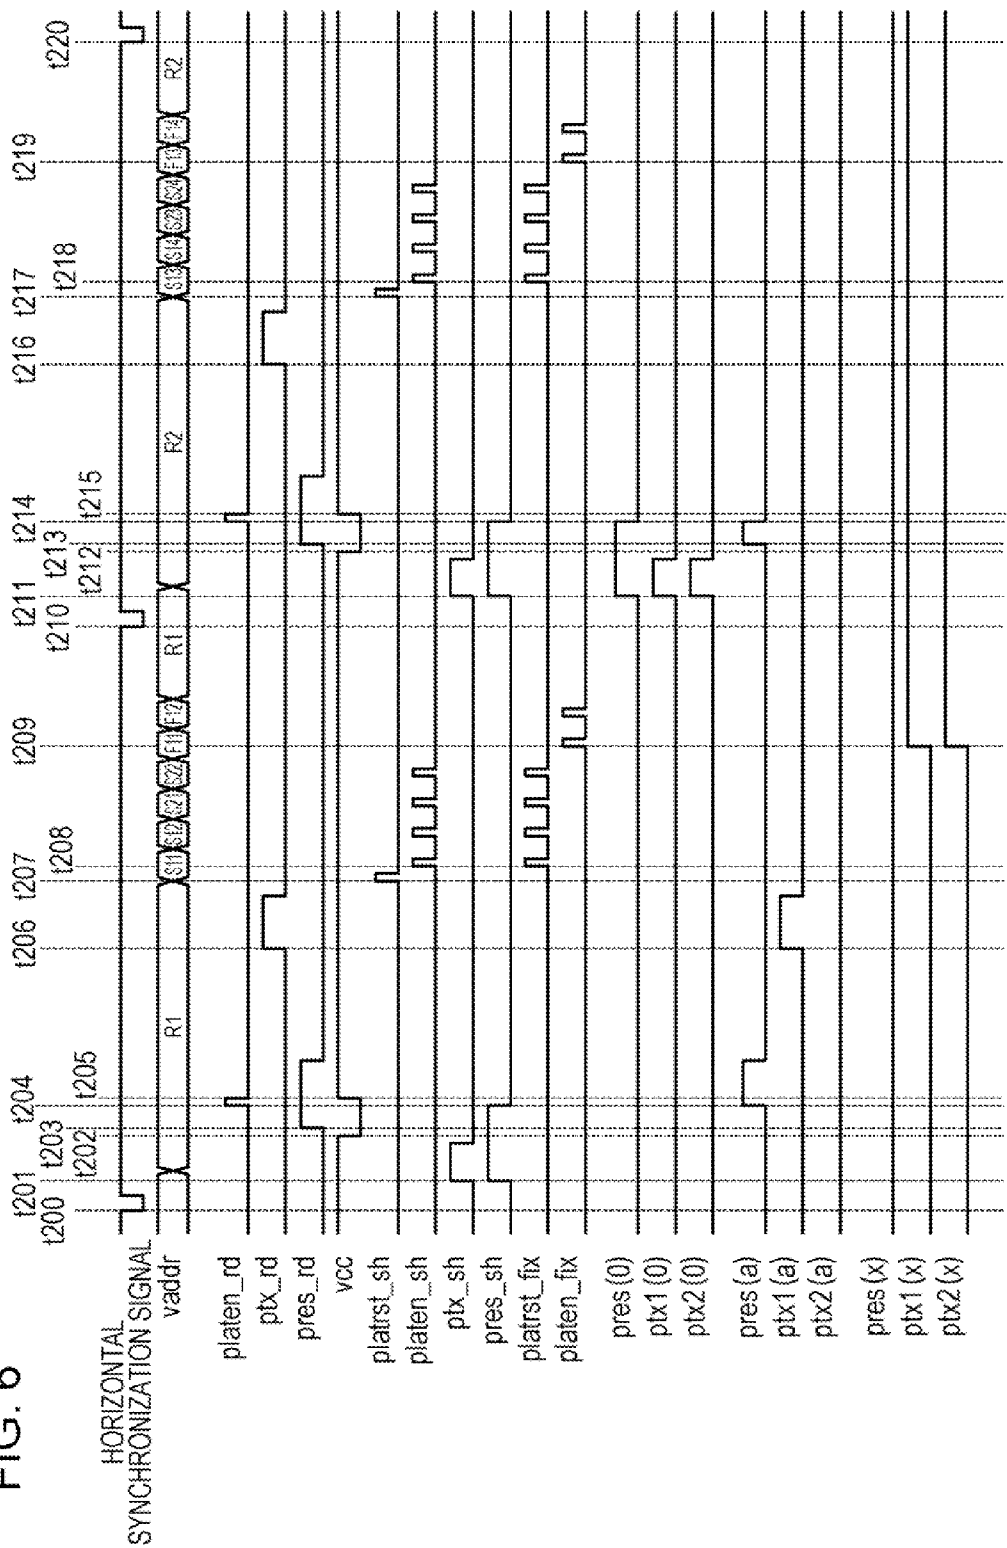 FIG. 6
t200
t201
t202
t203
t204
t205
t206
t207
t208
t209
t210
t211
t212
t213
t214
t215
t216
t217
t218
t219
t220
HORIZONTAL
SYNCHRONIZATION SIGNAL
vaddr
R1
S11
S12
S21
S22
F11
F12
R1
R2
S13
S14
S23
S24
F13
F14
R2
platen_rd
ptx_rd
pres_rd
vcc
platrst_sh
platen_sh
ptx_sh
pres_sh
platrst_fix
platen_fix
pres(0)
ptx1(0)
ptx2(0)
pres(a)
ptx1(a)
ptx2(a)
pres(x)
ptx1(x)
ptx2(x)